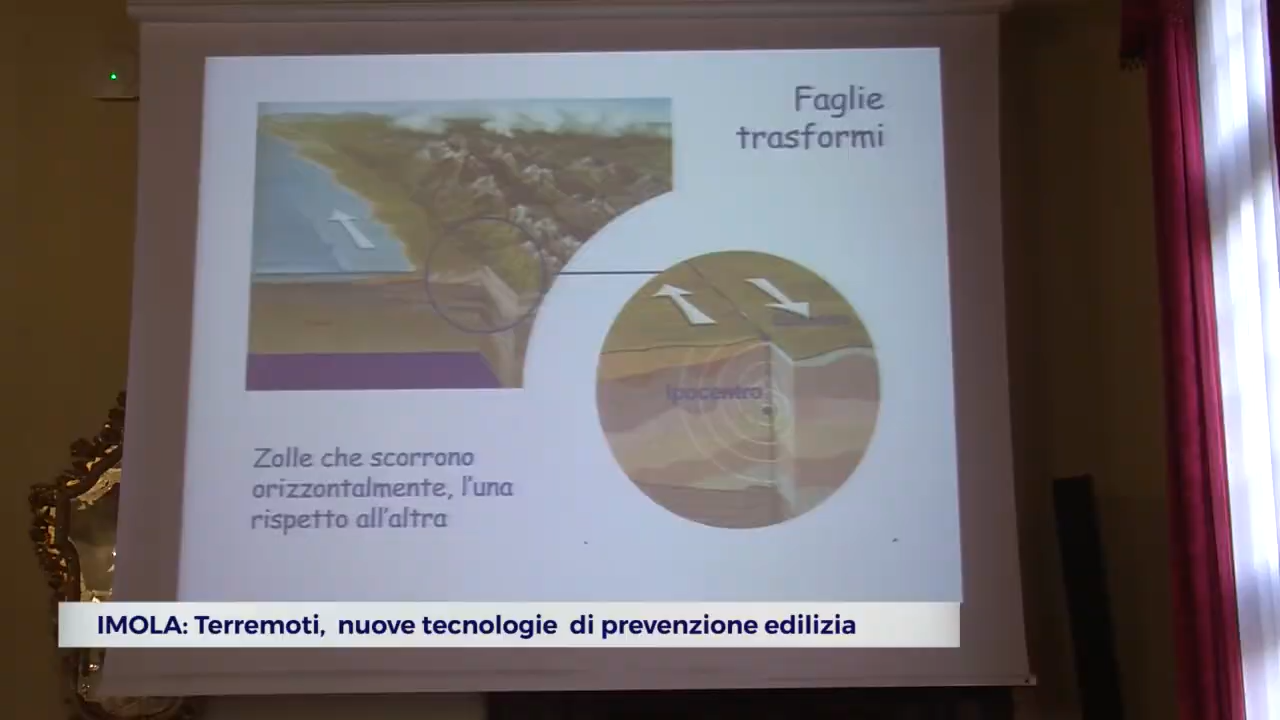 Faglie
trasformi
Ipocentro
Zolle che scorrono
orizzontalmente, l'una
rispetto all'altra
IMOLA: Terremoti, nuove tecnologie di prevenzione edilizia